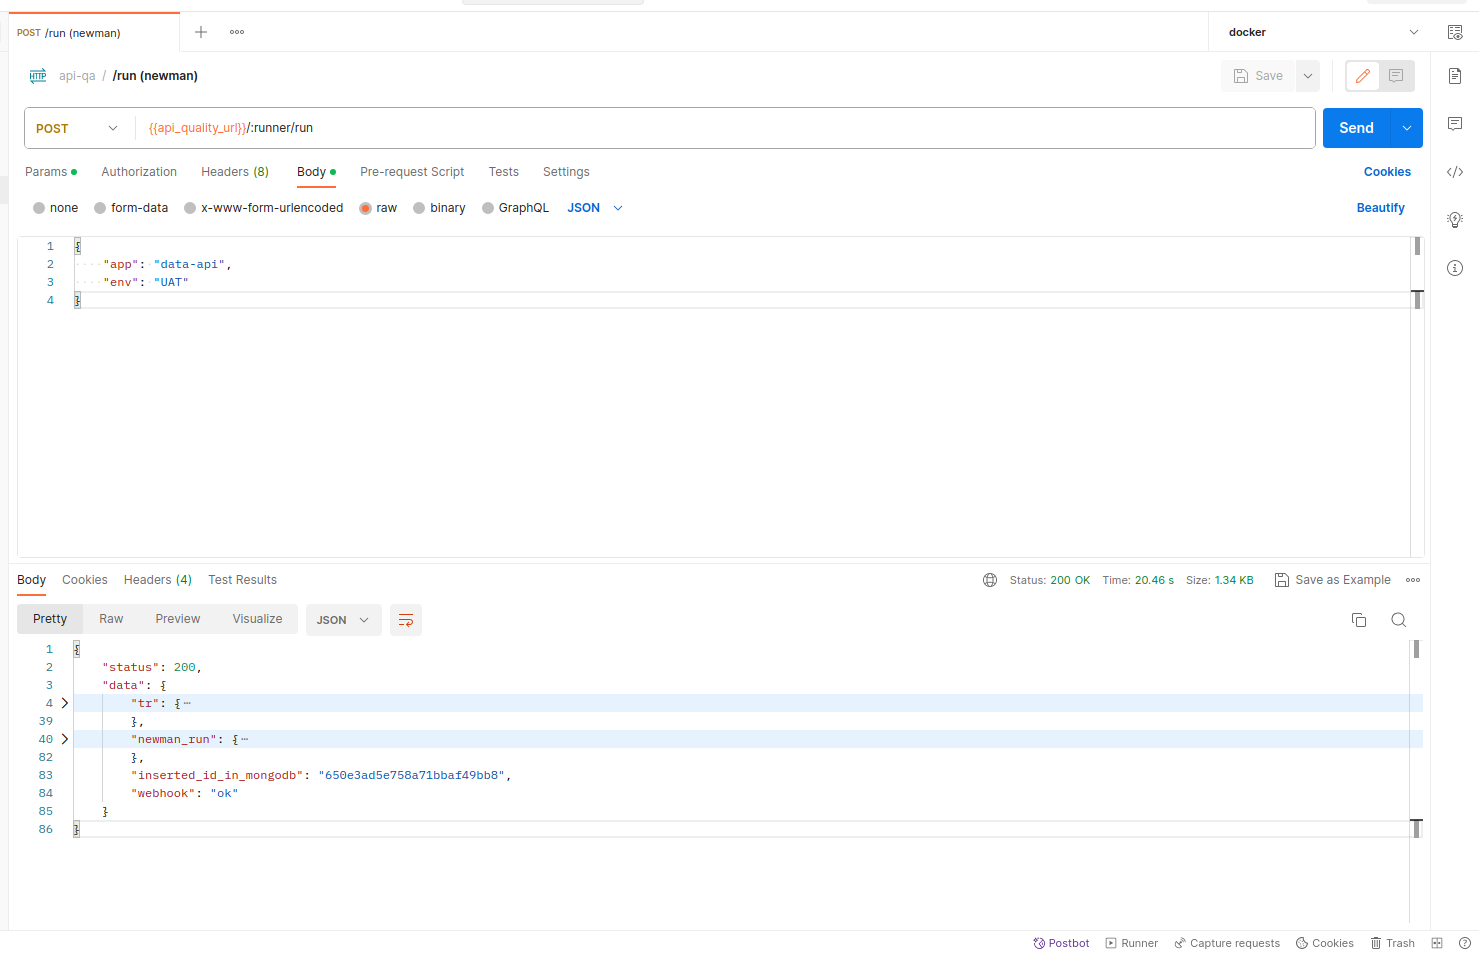 POST /run (newman)
docker
HTTP api-qa / /run (newman)
Save
POST {{api_quality_url}}/:runner/run
Send
Params Authorization Headers (8) Body Pre-request Script Tests Settings
Cookies
none form-data x-www-form-urlencoded raw binary GraphQL JSON
Beautify
1 {
2 "app": "data-api",
3 "env": "UAT"
4 }
Body Cookies Headers (4) Test Results
Status: 200 OK Time: 20.46 s Size: 1.34 KB Save as Example
Pretty Raw Preview Visualize JSON
1 {
2 "status": 200,
3 "data": {
4 "tr": {⋯
39 },
40 "newman_run": {⋯
82 },
83 "inserted_id_in_mongodb": "650e3ad5e758a71bbaf49bb8",
84 "webhook": "ok"
85 }
86 }
Postbot Runner Capture requests Cookies Trash